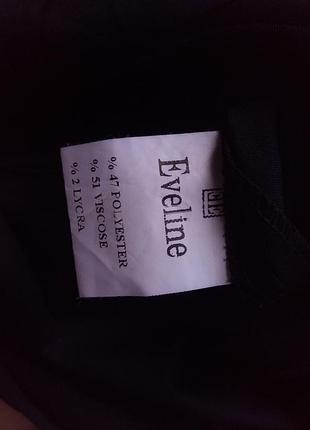 Eveline
% 47 POLYESTER
% 51 VISCOSE
% 2 LYCRA